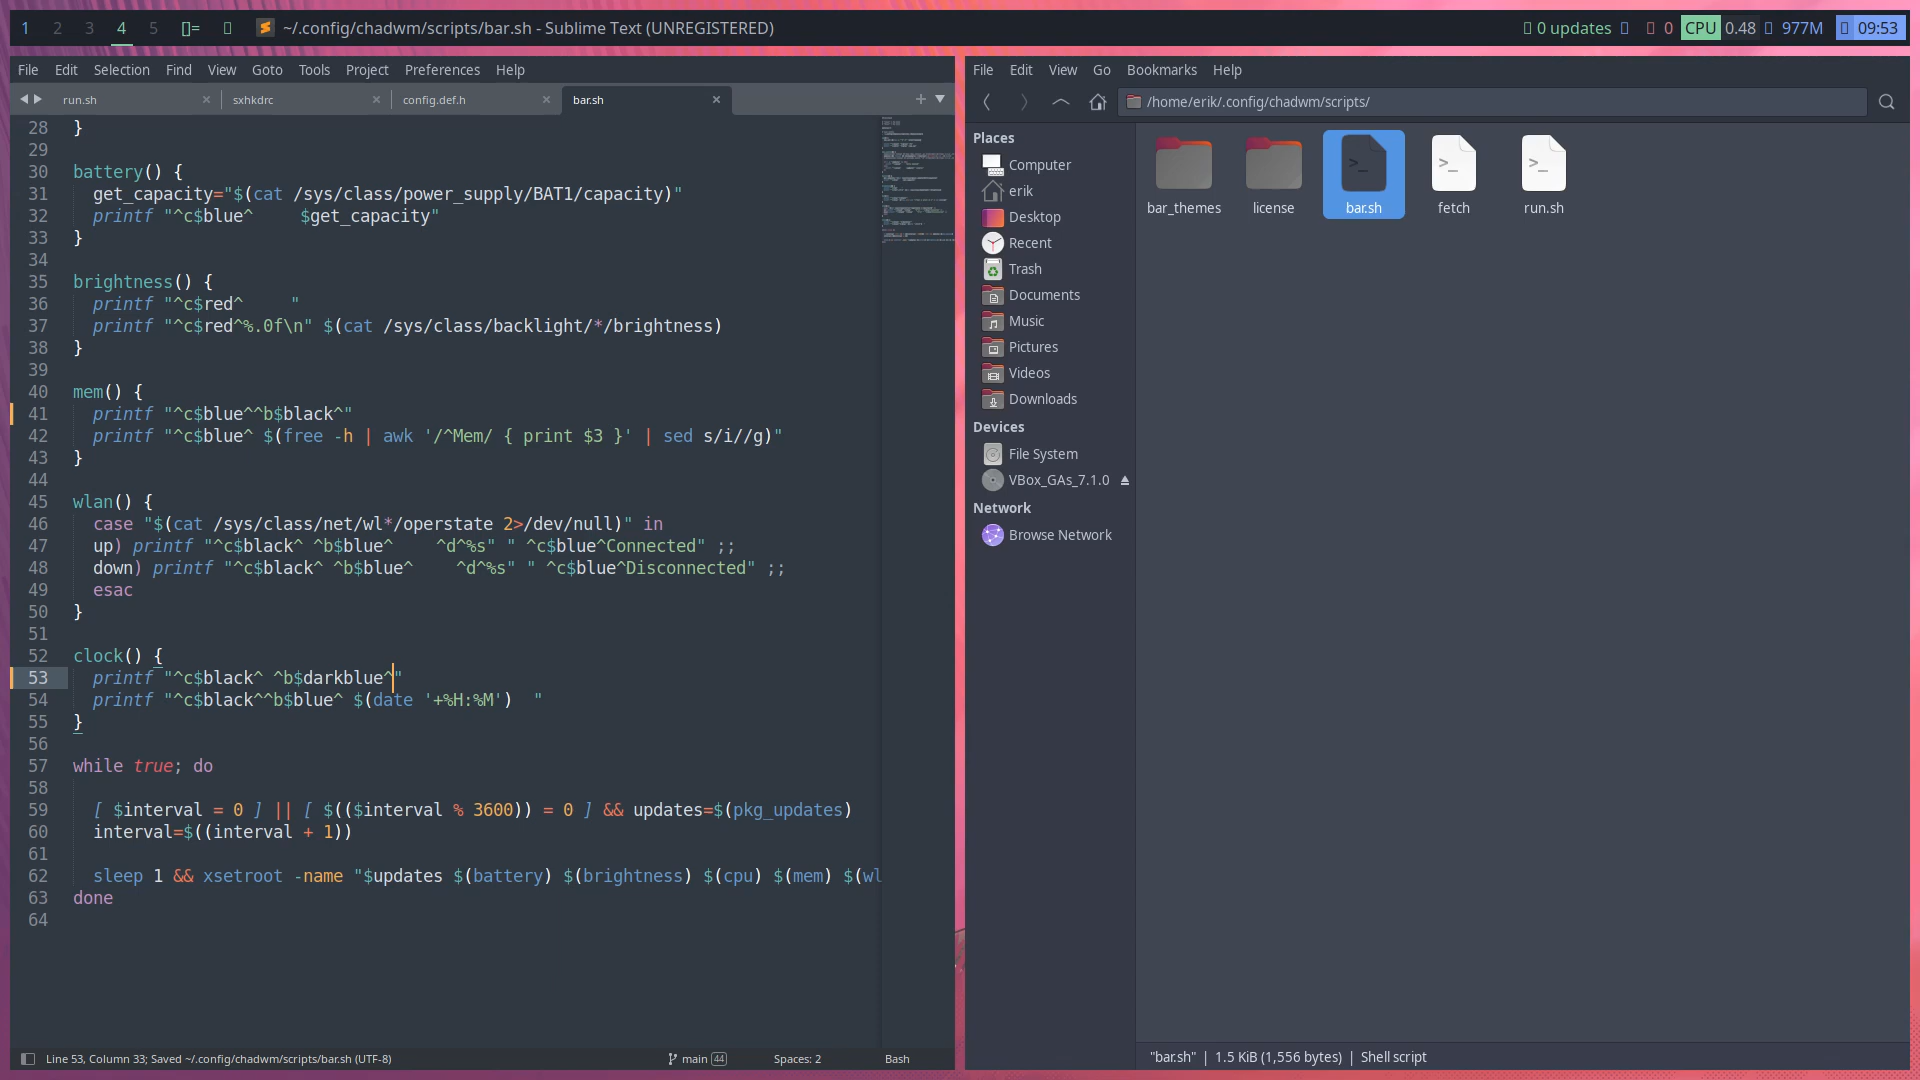 1 2 3 4 5 []= ~/.config/chadwm/scripts/bar.sh - Sublime Text (UNREGISTERED) 0 updates 0 CPU 0.48 977M 09:53
File Edit Selection Find View Goto Tools Project Preferences Help
run.sh sxhkdrc config.def.h bar.sh
28 }
29
30 battery() {
31 get_capacity="$(cat /sys/class/power_supply/BAT1/capacity)"
32 printf "^c$blue^     $get_capacity"
33 }
34
35 brightness() {
36 printf "^c$red^     "
37 printf "^c$red^%.0f\n" $(cat /sys/class/backlight/*/brightness)
38 }
39
40 mem() {
41 printf "^c$blue^^b$black^"
42 printf "^c$blue^ $(free -h | awk '/^Mem/ { print $3 }' | sed s/i//g)"
43 }
44
45 wlan() {
46 case "$(cat /sys/class/net/wl*/operstate 2>/dev/null)" in
47 up) printf "^c$black^ ^b$blue^    ^d^%s" " ^c$blue^Connected" ;;
48 down) printf "^c$black^ ^b$blue^    ^d^%s" " ^c$blue^Disconnected" ;;
49 esac
50 }
51
52 clock() {
53 printf "^c$black^ ^b$darkblue^"
54 printf "^c$black^^b$blue^ $(date '+%H:%M')  "
55 }
56
57 while true; do
58
59 [ $interval = 0 ] || [ $(($interval % 3600)) = 0 ] && updates=$(pkg_updates)
60 interval=$((interval + 1))
61
62 sleep 1 && xsetroot -name "$updates $(battery) $(brightness) $(cpu) $(mem) $(wl
63 done
64
Line 53, Column 33; Saved ~/.config/chadwm/scripts/bar.sh (UTF-8) main 44 Spaces: 2 Bash
File Edit View Go Bookmarks Help
/home/erik/.config/chadwm/scripts/
Places
Computer
erik
Desktop
Recent
Trash
Documents
Music
Pictures
Videos
Downloads
Devices
File System
VBox_GAs_7.1.0
Network
Browse Network
bar_themes license bar.sh fetch run.sh
"bar.sh" | 1.5 KiB (1,556 bytes) | Shell script